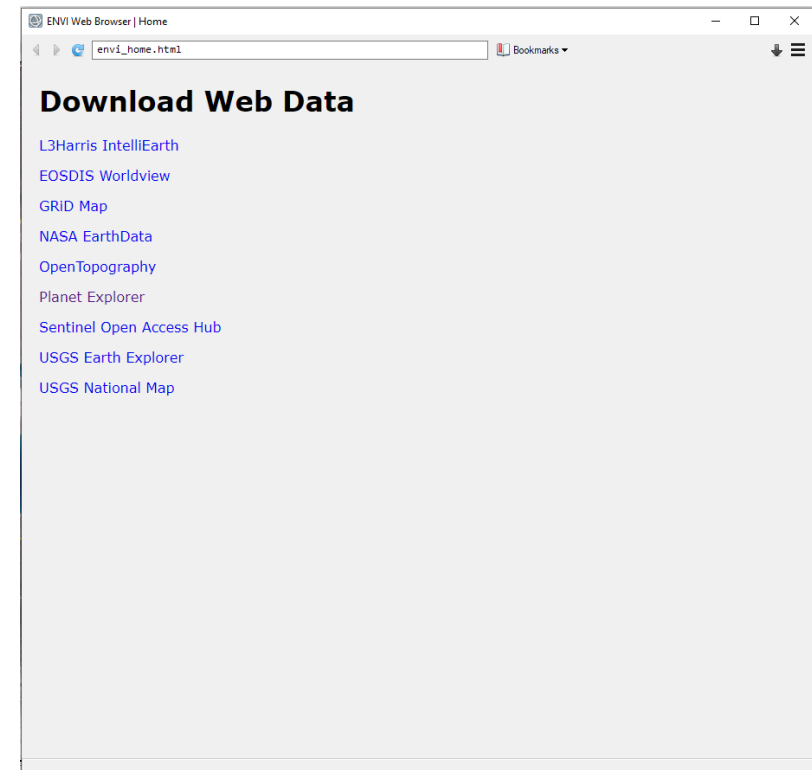 ENVI Web Browser | Home
envi_home.html
Bookmarks
Download Web Data
L3Harris IntelliEarth
EOSDIS Worldview
GRiD Map
NASA EarthData
OpenTopography
Planet Explorer
Sentinel Open Access Hub
USGS Earth Explorer
USGS National Map